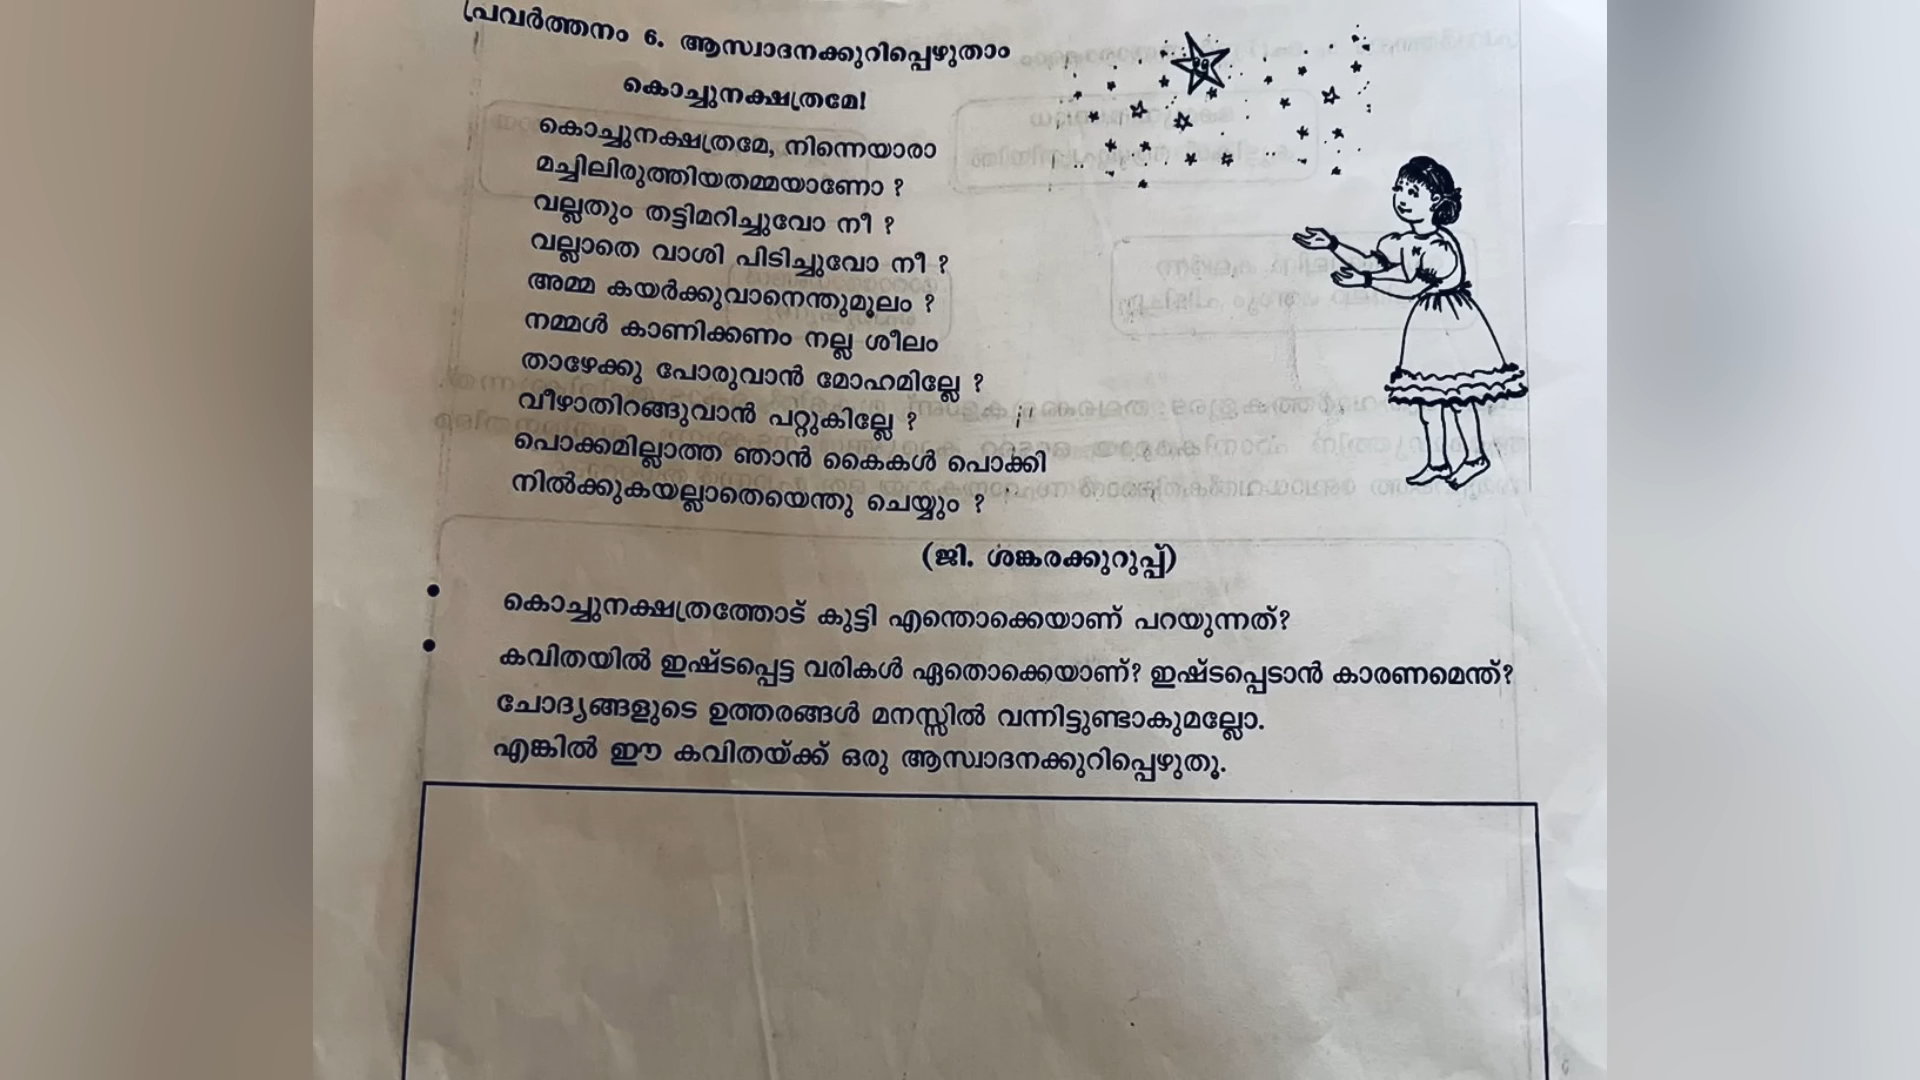 പ്രവർത്തനം 6. ആസ്വാദനക്കുറിപ്പെഴുതാം
കൊച്ചുനക്ഷത്രമേ!
കൊച്ചുനക്ഷത്രമേ, നിന്നെയാരാ
മച്ചിലിരുത്തിയതമ്മയാണോ ?
വല്ലതും തട്ടിമറിച്ചുവോ നീ ?
വല്ലാതെ വാശി പിടിച്ചുവോ നീ ?
അമ്മ കയർക്കുവാനെന്തുമൂലം ?
നമ്മൾ കാണിക്കണം നല്ല ശീലം
താഴേക്കു പോരുവാൻ മോഹമില്ലേ ?
വീഴാതിറങ്ങുവാൻ പറ്റുകില്ലേ ?
പൊക്കമില്ലാത്ത ഞാൻ കൈകൾ പൊക്കി
നിൽക്കുകയല്ലാതെയെന്തു ചെയ്യും ?
(ജി. ശങ്കരക്കുറുപ്പ്)
• കൊച്ചുനക്ഷത്രത്തോട് കുട്ടി എന്തൊക്കെയാണ് പറയുന്നത്?
• കവിതയിൽ ഇഷ്ടപ്പെട്ട വരികൾ ഏതൊക്കെയാണ്? ഇഷ്ടപ്പെടാൻ കാരണമെന്ത്?
ചോദ്യങ്ങളുടെ ഉത്തരങ്ങൾ മനസ്സിൽ വന്നിട്ടുണ്ടാകുമല്ലോ.
എങ്കിൽ ഈ കവിതയ്ക്ക് ഒരു ആസ്വാദനക്കുറിപ്പെഴുതൂ.